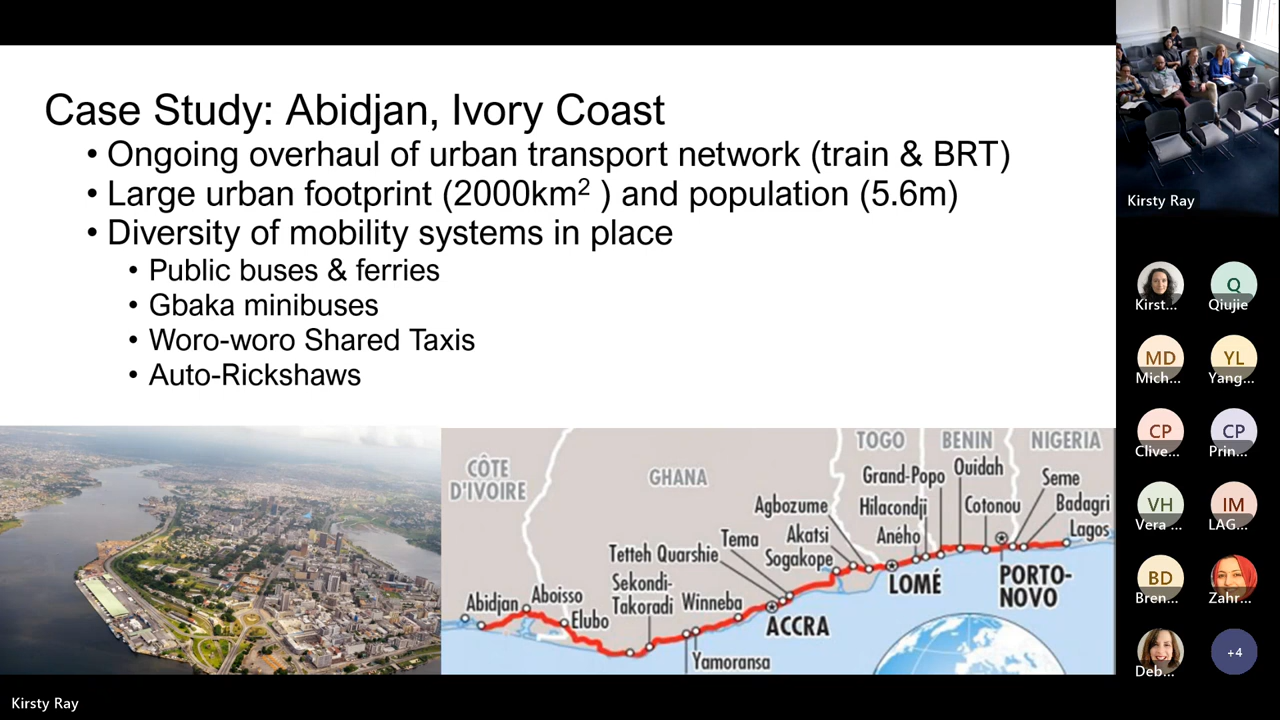 Case Study: Abidjan, Ivory Coast
• Ongoing overhaul of urban transport network (train & BRT)
• Large urban footprint (2000km² ) and population (5.6m)
• Diversity of mobility systems in place
• Public buses & ferries
• Gbaka minibuses
• Woro-woro Shared Taxis
• Auto-Rickshaws
CÔTE
D'IVOIRE
GHANA
TOGO
BENIN
NIGERIA
Abidjan
Aboisso
Elubo
Sekondi-
Takoradi
Yamoransa
Winneba
ACCRA
Tetteh Quarshie
Tema
Sogakope
Akatsi
Agbozume
LOMÉ
Aného
Hilacondji
Grand-Popo
Ouidah
Cotonou
PORTO-
NOVO
Seme
Badagri
Lagos
Kirsty Ray
Kirst...
Q
Qiujie
MD
Mich...
YL
Yang...
CP
Clive...
CP
Prin...
VH
Vera ...
IM
LAG...
BD
Bren...
Zahr...
Deb...
+4
Kirsty Ray